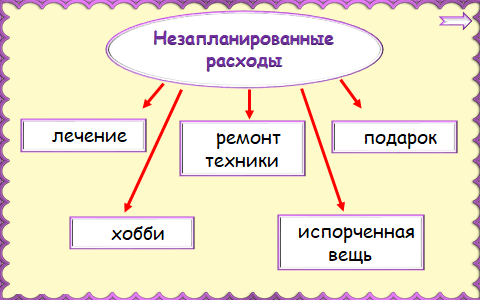 Незапланированные
расходы
лечение
ремонт
техники
подарок
хобби
испорченная
вещь